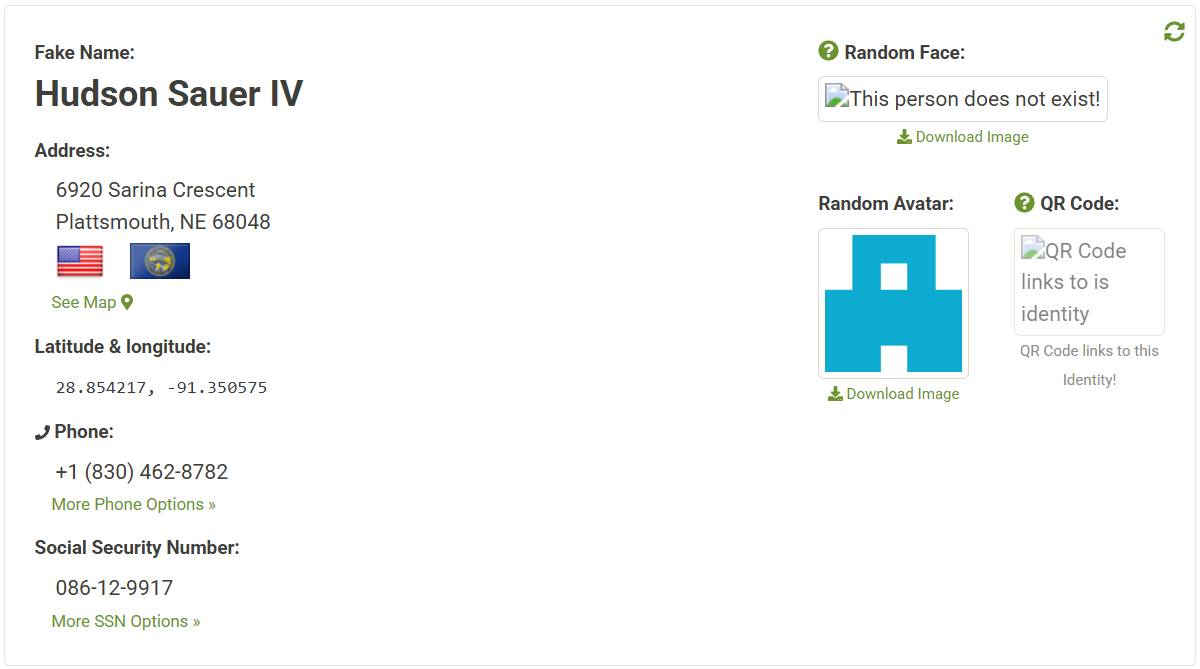 Fake Name:
Hudson Sauer IV
Address:
6920 Sarina Crescent
Plattsmouth, NE 68048
See Map
Latitude & longitude:
28.854217, -91.350575
Phone:
+1 (830) 462-8782
More Phone Options »
Social Security Number:
086-12-9917
More SSN Options »
Random Face:
This person does not exist!
Download Image
Random Avatar:
Download Image
QR Code:
QR Code
links to is
identity
QR Code links to this
Identity!